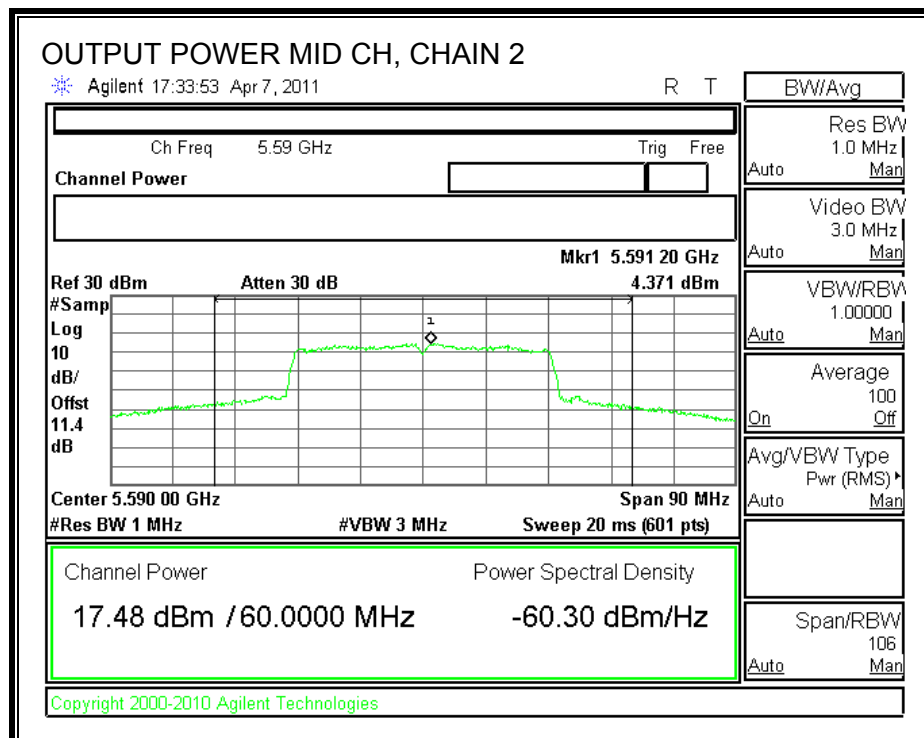 OUTPUT POWER MID CH, CHAIN 2
Agilent 17:33:53 Apr 7, 2011 R T
Ch Freq 5.59 GHz Trig Free
Channel Power
Mkr1 5.591 20 GHz
Ref 30 dBm Atten 30 dB 4.371 dBm
#Samp
Log
10
dB/
Offst
11.4
dB
1
Center 5.590 00 GHz Span 90 MHz
#Res BW 1 MHz #VBW 3 MHz Sweep 20 ms (601 pts)
Channel Power Power Spectral Density
17.48 dBm / 60.0000 MHz -60.30 dBm/Hz
Copyright 2000-2010 Agilent Technologies
BW/Avg
Res BW
1.0 MHz
Auto Man
Video BW
3.0 MHz
Auto Man
VBW/RBW
1.00000
Auto Man
Average
100
On Off
Avg/VBW Type
Pwr (RMS)
Auto Man
Span/RBW
106
Auto Man